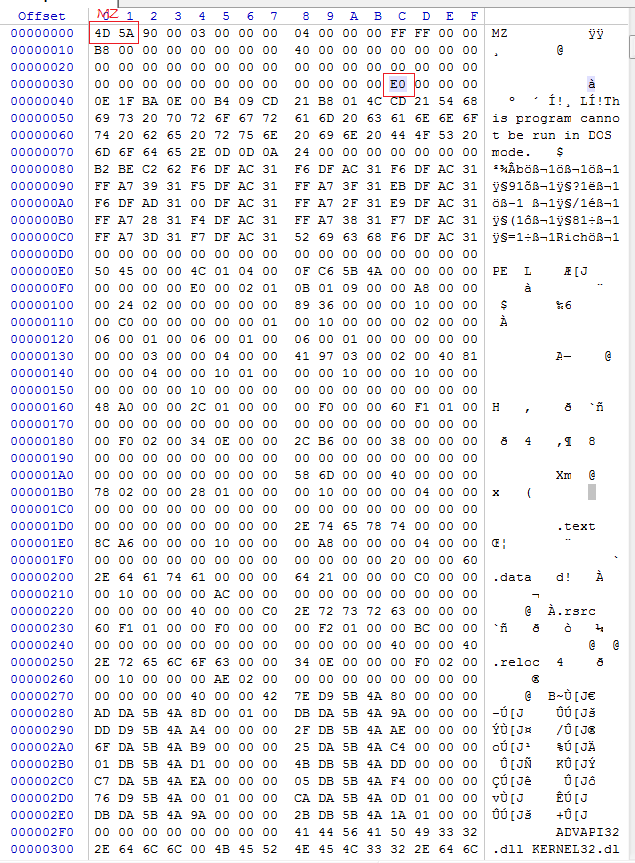 MZ
Offset 0 1 2 3 4 5 6 7 8 9 A B C D E F
00000000 4D 5A 90 00 03 00 00 00 04 00 00 00 FF FF 00 00 MZ ÿÿ
00000010 B8 00 00 00 00 00 00 00 40 00 00 00 00 00 00 00 ¸ @
00000020 00 00 00 00 00 00 00 00 00 00 00 00 00 00 00 00
00000030 00 00 00 00 00 00 00 00 00 00 00 00 E0 00 00 00 à
00000040 0E 1F BA 0E 00 B4 09 CD 21 B8 01 4C CD 21 54 68 º ´ Í!¸ LÍ!Th
00000050 69 73 20 70 72 6F 67 72 61 6D 20 63 61 6E 6E 6F is program canno
00000060 74 20 62 65 20 72 75 6E 20 69 6E 20 44 4F 53 20 t be run in DOS
00000070 6D 6F 64 65 2E 0D 0D 0A 24 00 00 00 00 00 00 00 mode. $
00000080 B2 BE C2 62 F6 DF AC 31 F6 DF AC 31 F6 DF AC 31 ²¾Âböß¬1öß¬1öß¬1
00000090 FF A7 39 31 F5 DF AC 31 FF A7 3F 31 EB DF AC 31 ÿ§91õß¬1ÿ§?1ëß¬1
000000A0 F6 DF AD 31 00 DF AC 31 FF A7 2F 31 E9 DF AC 31 öß-1 ß¬1ÿ§/1éß¬1
000000B0 FF A7 28 31 F4 DF AC 31 FF A7 38 31 F7 DF AC 31 ÿ§(1ôß¬1ÿ§81÷ß¬1
000000C0 FF A7 3D 31 F7 DF AC 31 52 69 63 68 F6 DF AC 31 ÿ§=1÷ß¬1Richöß¬1
000000D0 00 00 00 00 00 00 00 00 00 00 00 00 00 00 00 00
000000E0 50 45 00 00 4C 01 04 00 0F C6 5B 4A 00 00 00 00 PE L Æ[J
000000F0 00 00 00 00 E0 00 02 01 0B 01 09 00 00 A8 00 00 à ¨
00000100 00 24 02 00 00 00 00 00 89 36 00 00 00 10 00 00 $ ‰6
00000110 00 C0 00 00 00 00 00 01 00 10 00 00 00 02 00 00 À
00000120 06 00 01 00 06 00 01 00 06 00 01 00 00 00 00 00
00000130 00 00 03 00 00 04 00 00 41 97 03 00 02 00 40 81 A— @
00000140 00 00 04 00 00 10 01 00 00 00 10 00 00 10 00 00
00000150 00 00 00 00 10 00 00 00 00 00 00 00 00 00 00 00
00000160 48 A0 00 00 2C 01 00 00 00 F0 00 00 60 F1 01 00 H , ð `ñ
00000170 00 00 00 00 00 00 00 00 00 00 00 00 00 00 00 00
00000180 00 F0 02 00 34 0E 00 00 2C B6 00 00 38 00 00 00 ð 4 ,¶ 8
00000190 00 00 00 00 00 00 00 00 00 00 00 00 00 00 00 00
000001A0 00 00 00 00 00 00 00 00 58 6D 00 00 40 00 00 00 Xm @
000001B0 78 02 00 00 28 01 00 00 00 10 00 00 00 04 00 00 x (
000001C0 00 00 00 00 00 00 00 00 00 00 00 00 00 00 00 00
000001D0 00 00 00 00 00 00 00 00 2E 74 65 78 74 00 00 00 .text
000001E0 8C A6 00 00 00 10 00 00 00 A8 00 00 00 04 00 00 Œ¦ ¨
000001F0 00 00 00 00 00 00 00 00 00 00 00 00 20 00 00 60 `
00000200 2E 64 61 74 61 00 00 00 64 21 00 00 00 C0 00 00 .data d! À
00000210 00 10 00 00 00 AC 00 00 00 00 00 00 00 00 00 00 ¬
00000220 00 00 00 00 40 00 00 C0 2E 72 73 72 63 00 00 00 @ À.rsrc
00000230 60 F1 01 00 00 F0 00 00 00 F2 01 00 00 BC 00 00 `ñ ð ò ¼
00000240 00 00 00 00 00 00 00 00 00 00 00 00 40 00 00 40 @ @
00000250 2E 72 65 6C 6F 63 00 00 34 0E 00 00 00 F0 02 00 .reloc 4 ð
00000260 00 10 00 00 00 AE 02 00 00 00 00 00 00 00 00 00 ®
00000270 00 00 00 00 40 00 00 42 7E D9 5B 4A 80 00 00 00 @ B~Ù[J€
00000280 AD DA 5B 4A 8D 00 01 00 DB DA 5B 4A 9A 00 00 00 -Ú[J ÛÚ[Jš
00000290 DD D9 5B 4A A4 00 00 00 2F DB 5B 4A AE 00 00 00 ÝÙ[J¤ /Û[J®
000002A0 6F DA 5B 4A B9 00 00 00 25 DA 5B 4A C4 00 00 00 oÚ[J¹ %Ú[JÄ
000002B0 01 DB 5B 4A D1 00 00 00 4B DB 5B 4A DD 00 00 00 Û[JÑ KÛ[JÝ
000002C0 C7 DA 5B 4A EA 00 00 00 05 DB 5B 4A F4 00 00 00 ÇÚ[Jê Û[Jô
000002D0 76 D9 5B 4A 00 01 00 00 CA DA 5B 4A 0D 01 00 00 vÙ[J ÊÚ[J
000002E0 DB DA 5B 4A 9A 00 00 00 2B DB 5B 4A 1A 01 00 00 ÛÚ[Jš +Û[J
000002F0 00 00 00 00 00 00 00 00 41 44 56 41 50 49 33 32 ADVAPI32
00000300 2E 64 6C 6C 00 4B 45 52 4E 45 4C 33 32 2E 64 6C .dll KERNEL32.dl